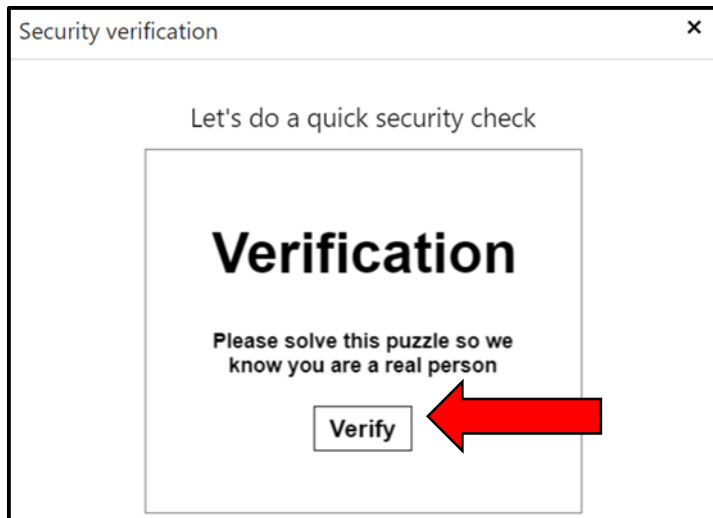 Security verification
Let's do a quick security check
Verification
Please solve this puzzle so we
know you are a real person
Verify